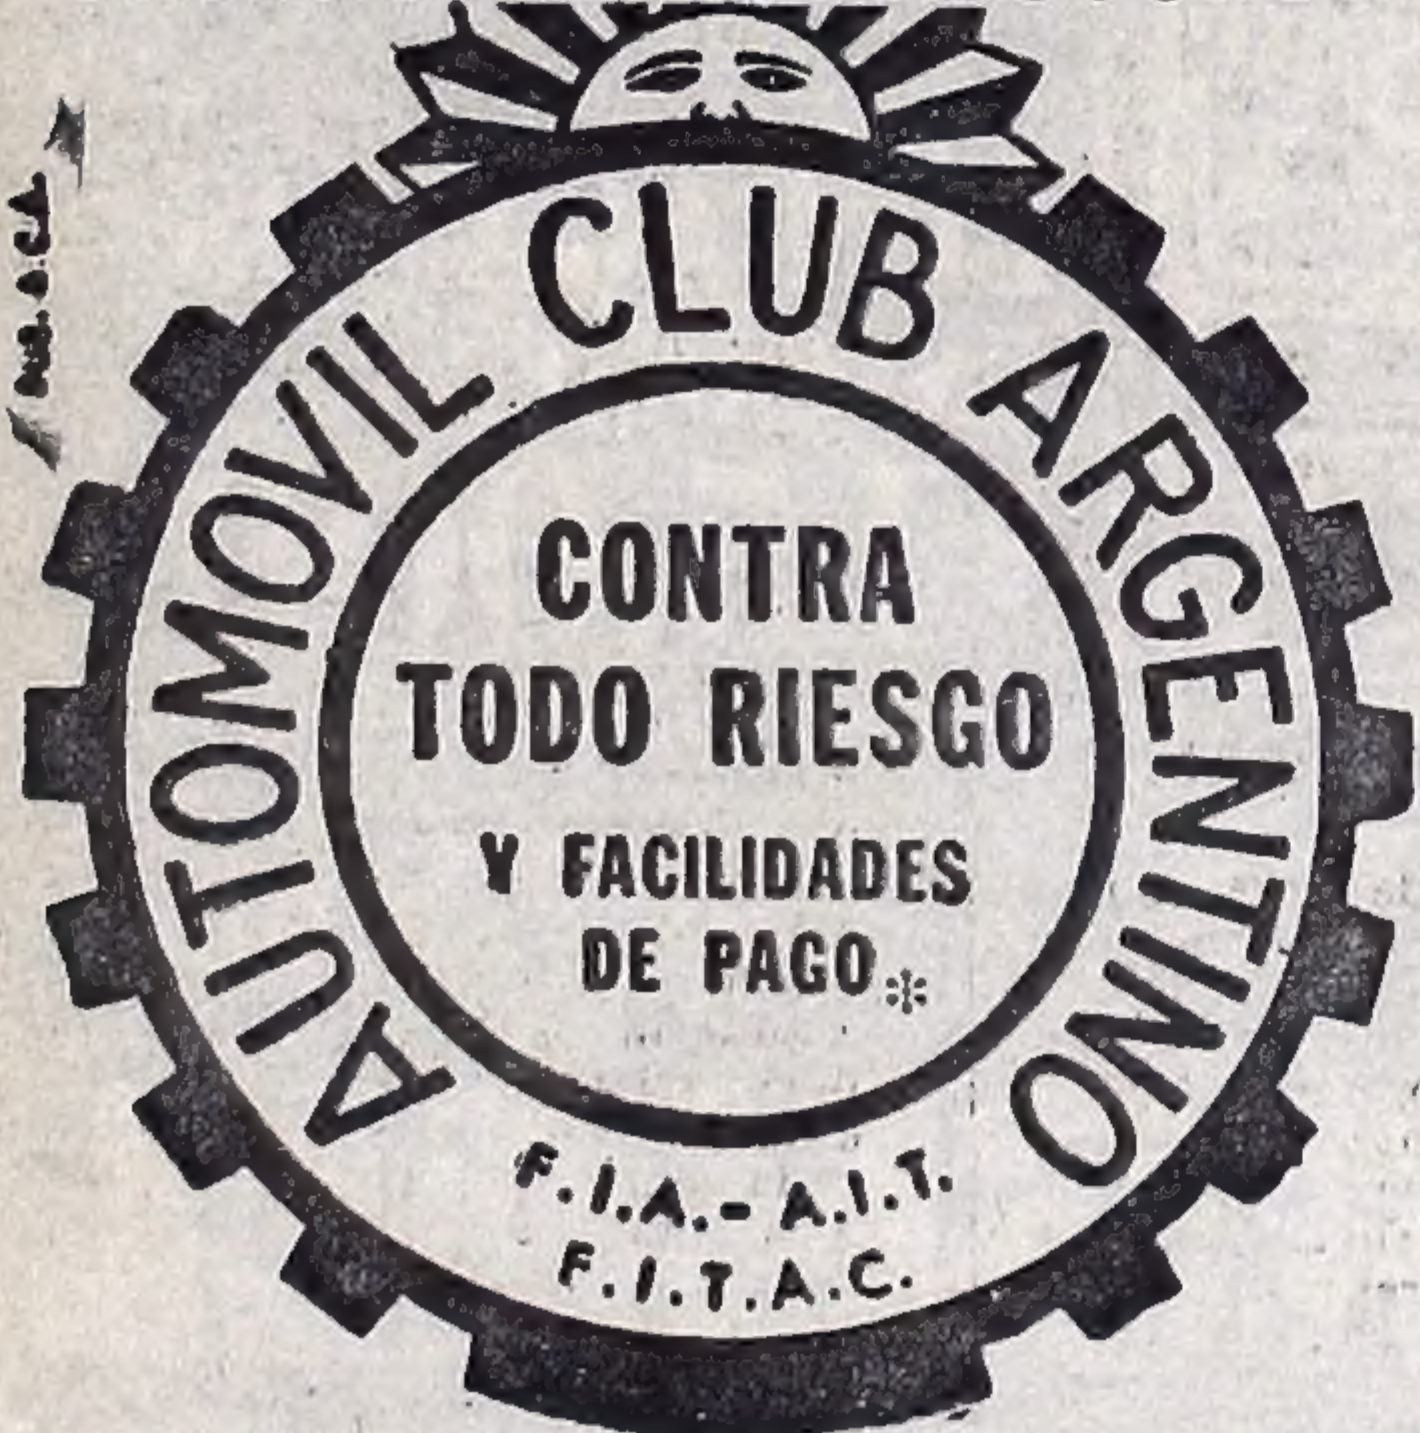 AUTOMOVIL CLUB ARGENTINO
CONTRA
TODO RIESGO
Y FACILIDADES
DE PAGO*
F.I.A.- A.I.T.
F.I.T.A.C.